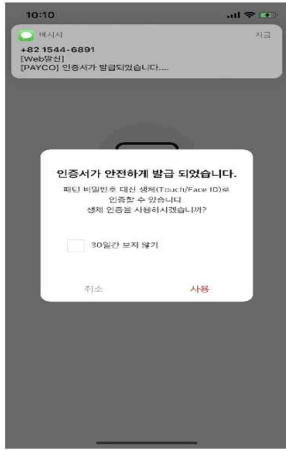 10:10
메시지
지금
+82 1544-6891
[Web발신]
[PAYCO] 인증서가 발급되었습니다....
인증서가 안전하게 발급 되었습니다.
패턴 비밀번호 대신 생체(Touch/Face ID)로
인증할 수 있습니다
생체 인증을 사용하시겠습니까?
30일간 보지 않기
취소
사용